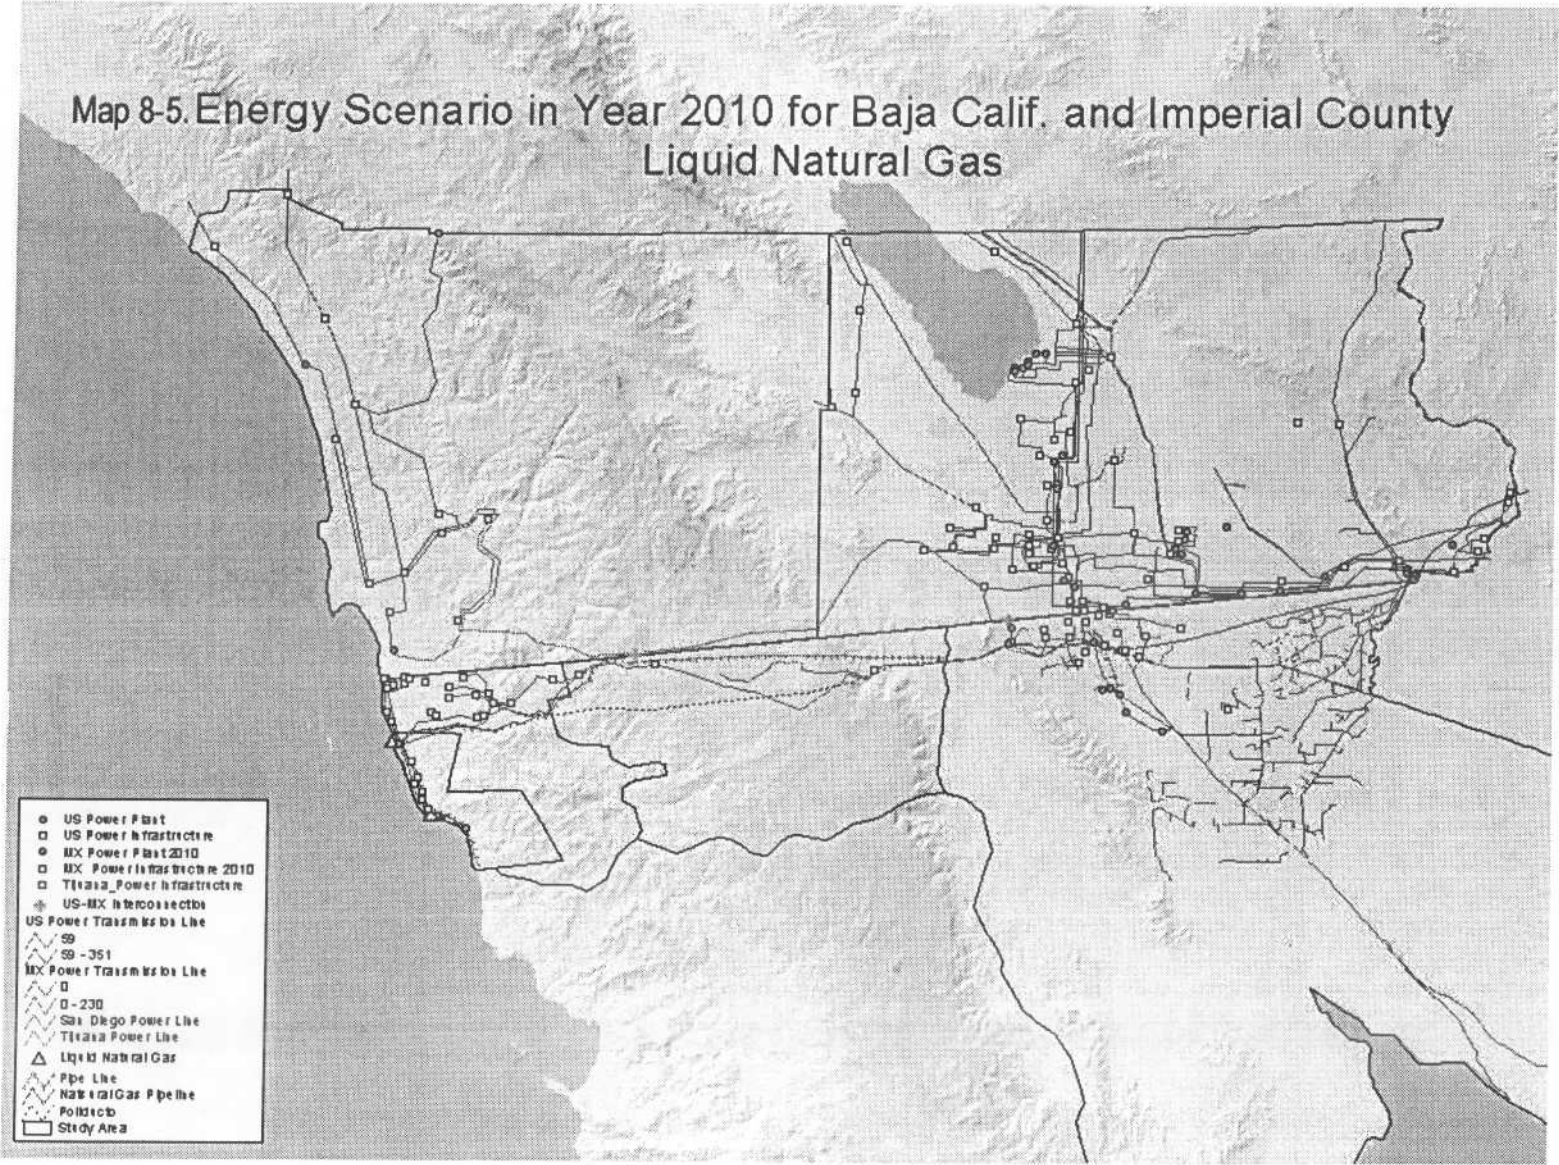 Map 8-5. Energy Scenario in Year 2010 for Baja Calif. and Imperial County
Liquid Natural Gas
US Power Plant
US Power Infrastructure
MX Power Plant 2010
MX Power Infrastructure 2010
Tijuana_Power Infrastructure
US-MX Interconnection
US Power Transmission Line
59
59 - 351
MX Power Transmission Line
0
0 - 230
San Diego Power Line
Tijuana Power Line
Liquid Natural Gas
Pipe Line
Natural Gas Pipeline
Poliducto
Study Area